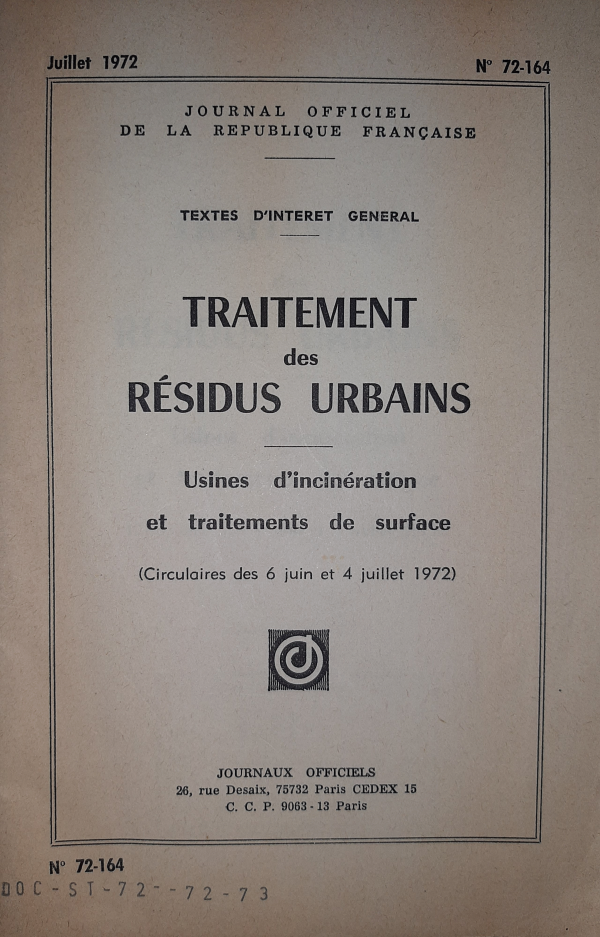 Juillet 1972
N° 72-164
JOURNAL OFFICIEL
DE LA REPUBLIQUE FRANÇAISE
TEXTES D'INTERET GENERAL
TRAITEMENT
des
RÉSIDUS URBAINS
Usines d'incinération
et traitements de surface
(Circulaires des 6 juin et 4 juillet 1972)
JOURNAUX OFFICIELS
26, rue Desaix, 75732 Paris CEDEX 15
C. C. P. 9063-13 Paris
N° 72-164
DOC-ST-72--72-73